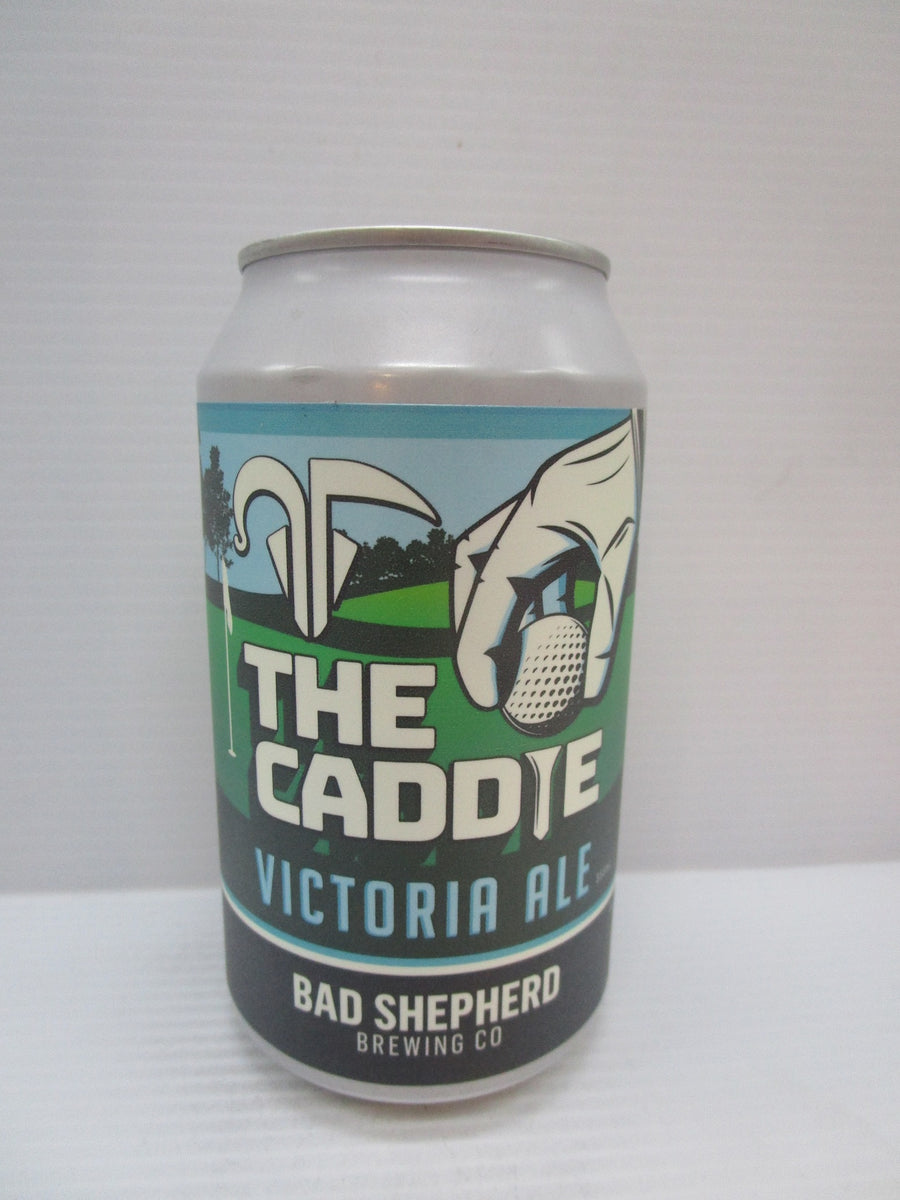 THE
CADDIE
VICTORIA ALE
BAD SHEPHERD
BREWING CO